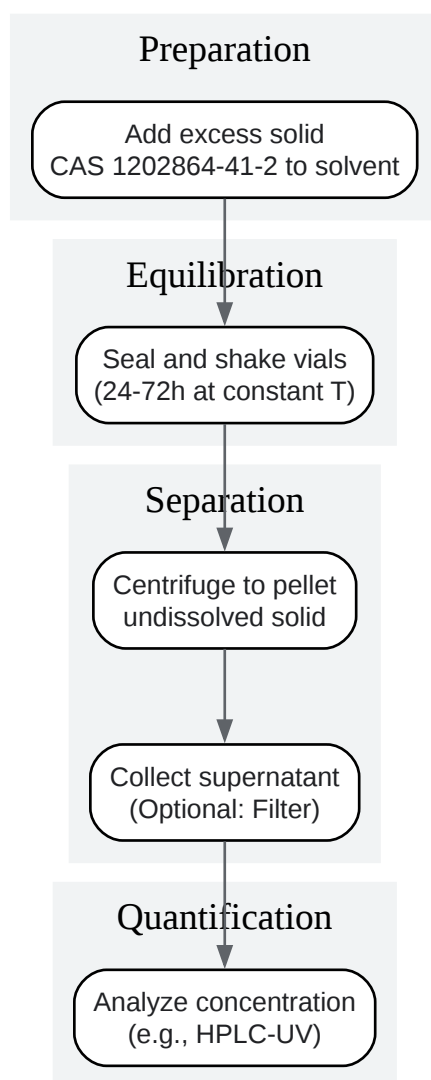 Preparation
Add excess solid
CAS 1202864-41-2 to solvent
Equilibration
Seal and shake vials
(24-72h at constant T)
Separation
Centrifuge to pellet
undissolved solid
Collect supernatant
(Optional: Filter)
Quantification
Analyze concentration
(e.g., HPLC-UV)